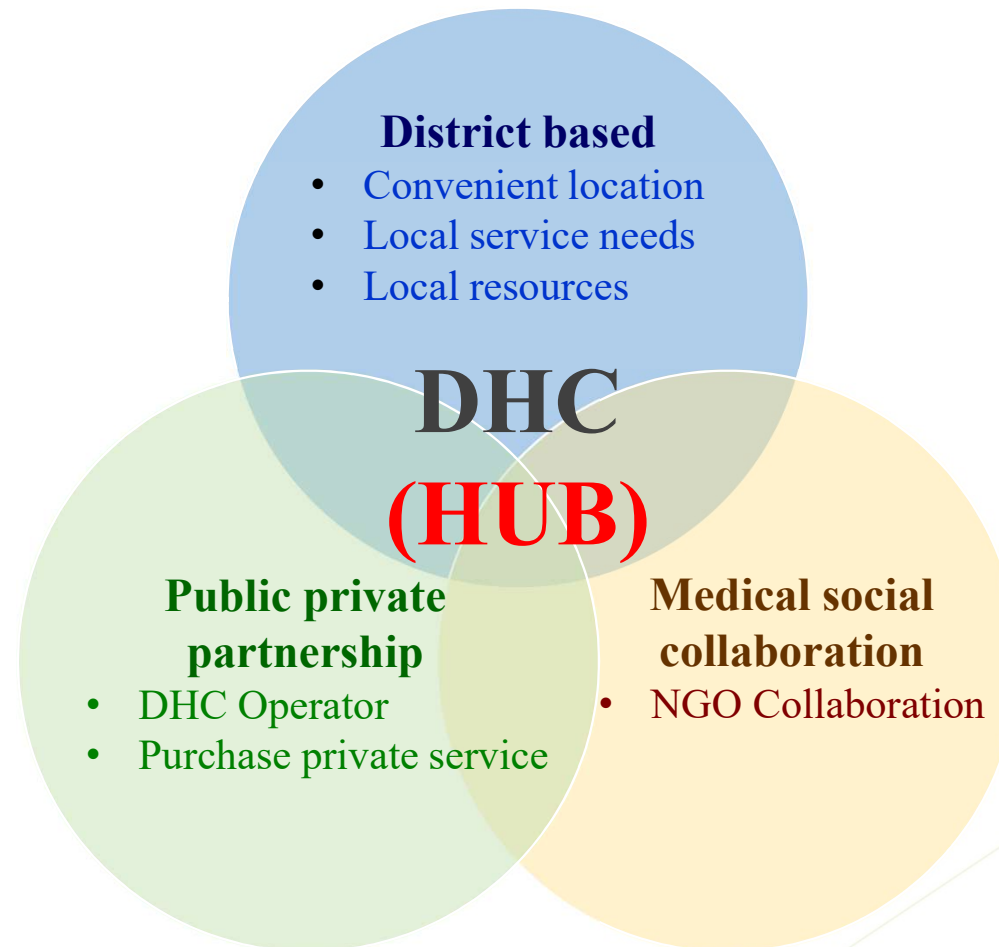 District based
• Convenient location
• Local service needs
• Local resources
DHC
(HUB)
Public private
partnership
• DHC Operator
• Purchase private service
Medical social
collaboration
• NGO Collaboration